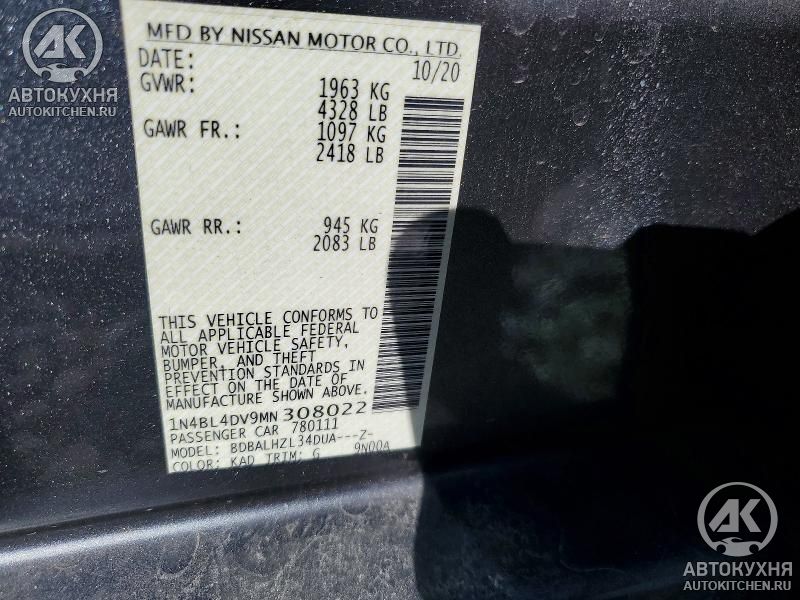 AK
АВТОКУХНЯ
AUTOKITCHEN.RU
MFD BY NISSAN MOTOR CO., LTD.
DATE: 10/20
GVWR: 1963 KG
4328 LB
GAWR FR.: 1097 KG
2418 LB
GAWR RR.: 945 KG
2083 LB
THIS VEHICLE CONFORMS TO
ALL APPLICABLE FEDERAL
MOTOR VEHICLE SAFETY,
BUMPER, AND THEFT
PREVENTION STANDARDS IN
EFFECT ON THE DATE OF
MANUFACTURE SHOWN ABOVE.
1N4BL4DV9MN308022
PASSENGER CAR 780111
MODEL: BDBALHZL34DUA---Z-
COLOR: KAD TRIM: G 9N00A
AK
АВТОКУХНЯ
AUTOKITCHEN.RU